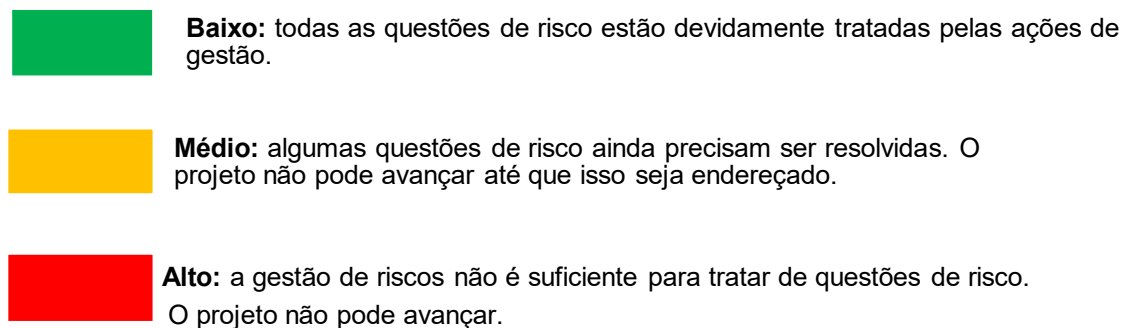 Baixo: todas as questões de risco estão devidamente tratadas pelas ações de
gestão.
Médio: algumas questões de risco ainda precisam ser resolvidas. O
projeto não pode avançar até que isso seja endereçado.
Alto: a gestão de riscos não é suficiente para tratar de questões de risco.
O projeto não pode avançar.